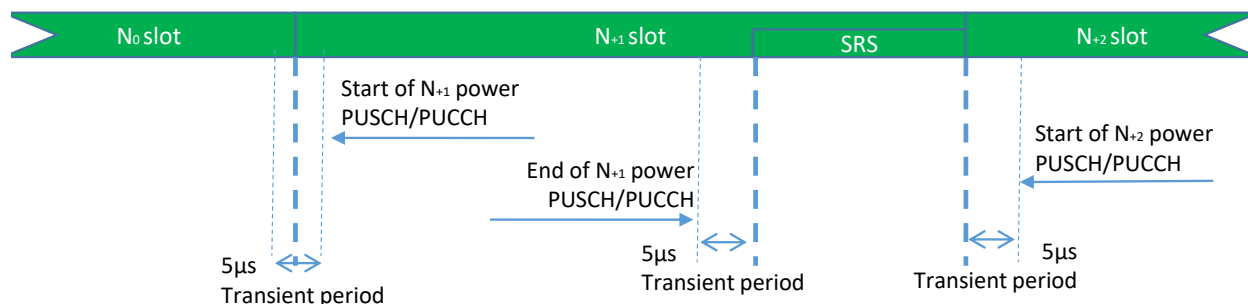 N0 slot
N+1 slot
SRS
N+2 slot
Start of N+1 power
PUSCH/PUCCH
Start of N+2 power
PUSCH/PUCCH
End of N+1 power
PUSCH/PUCCH
5µs
Transient period
5µs
Transient period
5µs
Transient period